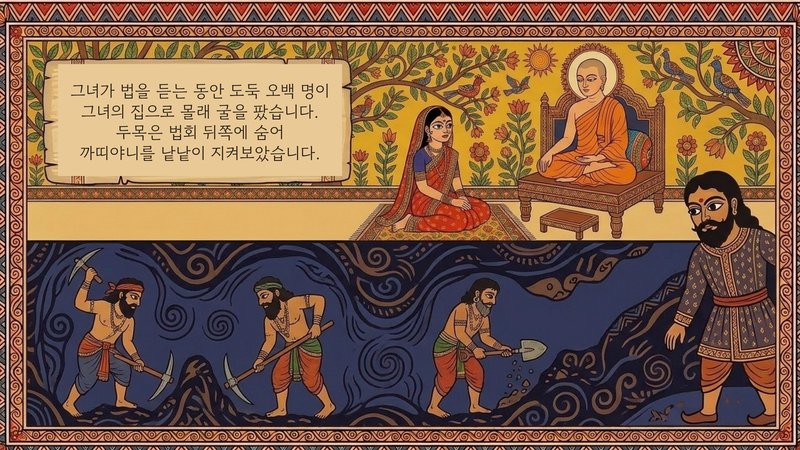 그녀가 법을 듣는 동안 도둑 오백 명이
그녀의 집으로 몰래 굴을 팠습니다.
두목은 법회 뒤쪽에 숨어
까띠야니를 낱낱이 지켜보았습니다.